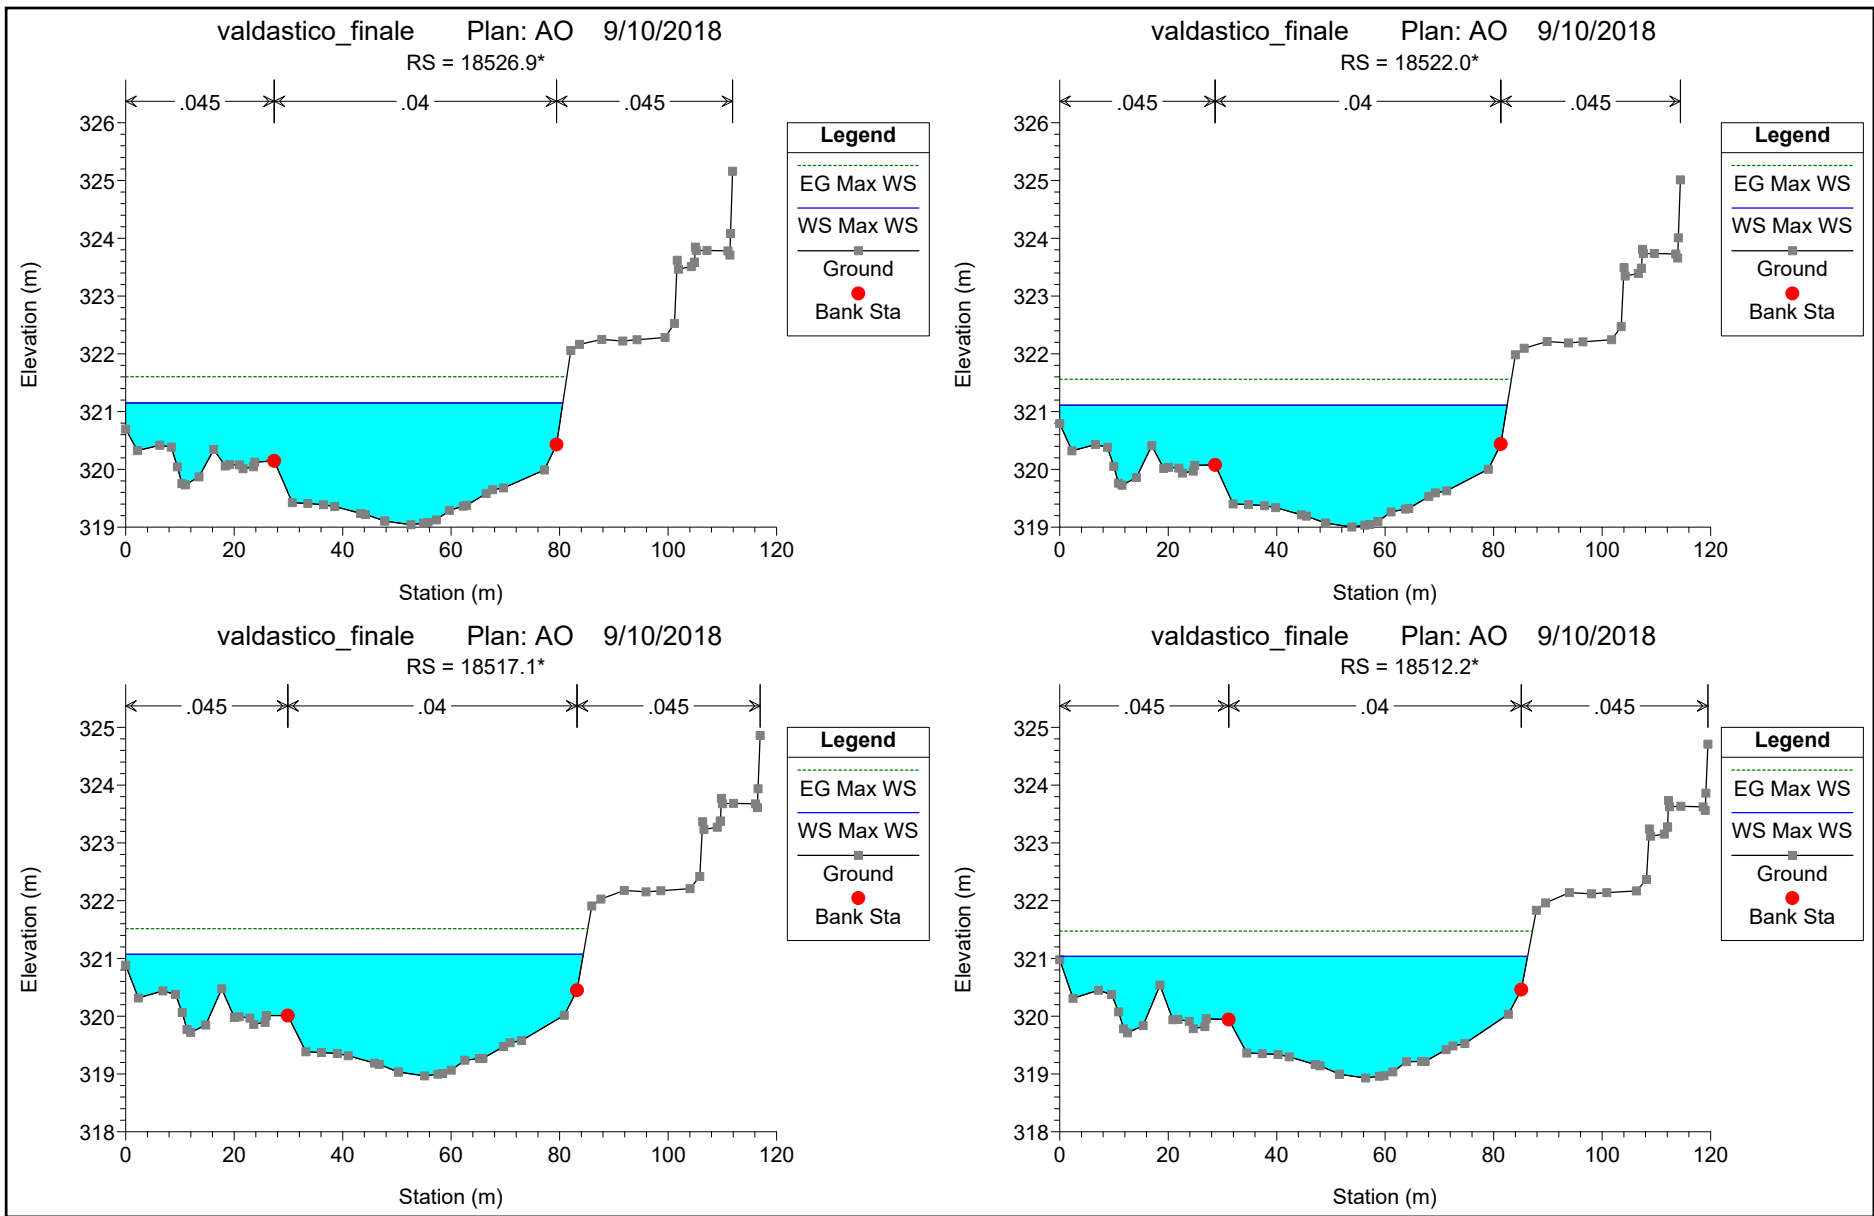 valdastico_finale Plan: AO 9/10/2018
RS = 18526.9*
.045 .04 .045
326
325
324
323
322
321
320
319
Elevation (m)
0 20 40 60 80 100 120
Station (m)
Legend
EG Max WS
WS Max WS
Ground
Bank Sta
valdastico_finale Plan: AO 9/10/2018
RS = 18522.0*
.045 .04 .045
326
325
324
323
322
321
320
319
Elevation (m)
0 20 40 60 80 100 120
Station (m)
Legend
EG Max WS
WS Max WS
Ground
Bank Sta
valdastico_finale Plan: AO 9/10/2018
RS = 18517.1*
.045 .04 .045
325
324
323
322
321
320
319
318
Elevation (m)
0 20 40 60 80 100 120
Station (m)
Legend
EG Max WS
WS Max WS
Ground
Bank Sta
valdastico_finale Plan: AO 9/10/2018
RS = 18512.2*
.045 .04 .045
325
324
323
322
321
320
319
318
Elevation (m)
0 20 40 60 80 100 120
Station (m)
Legend
EG Max WS
WS Max WS
Ground
Bank Sta